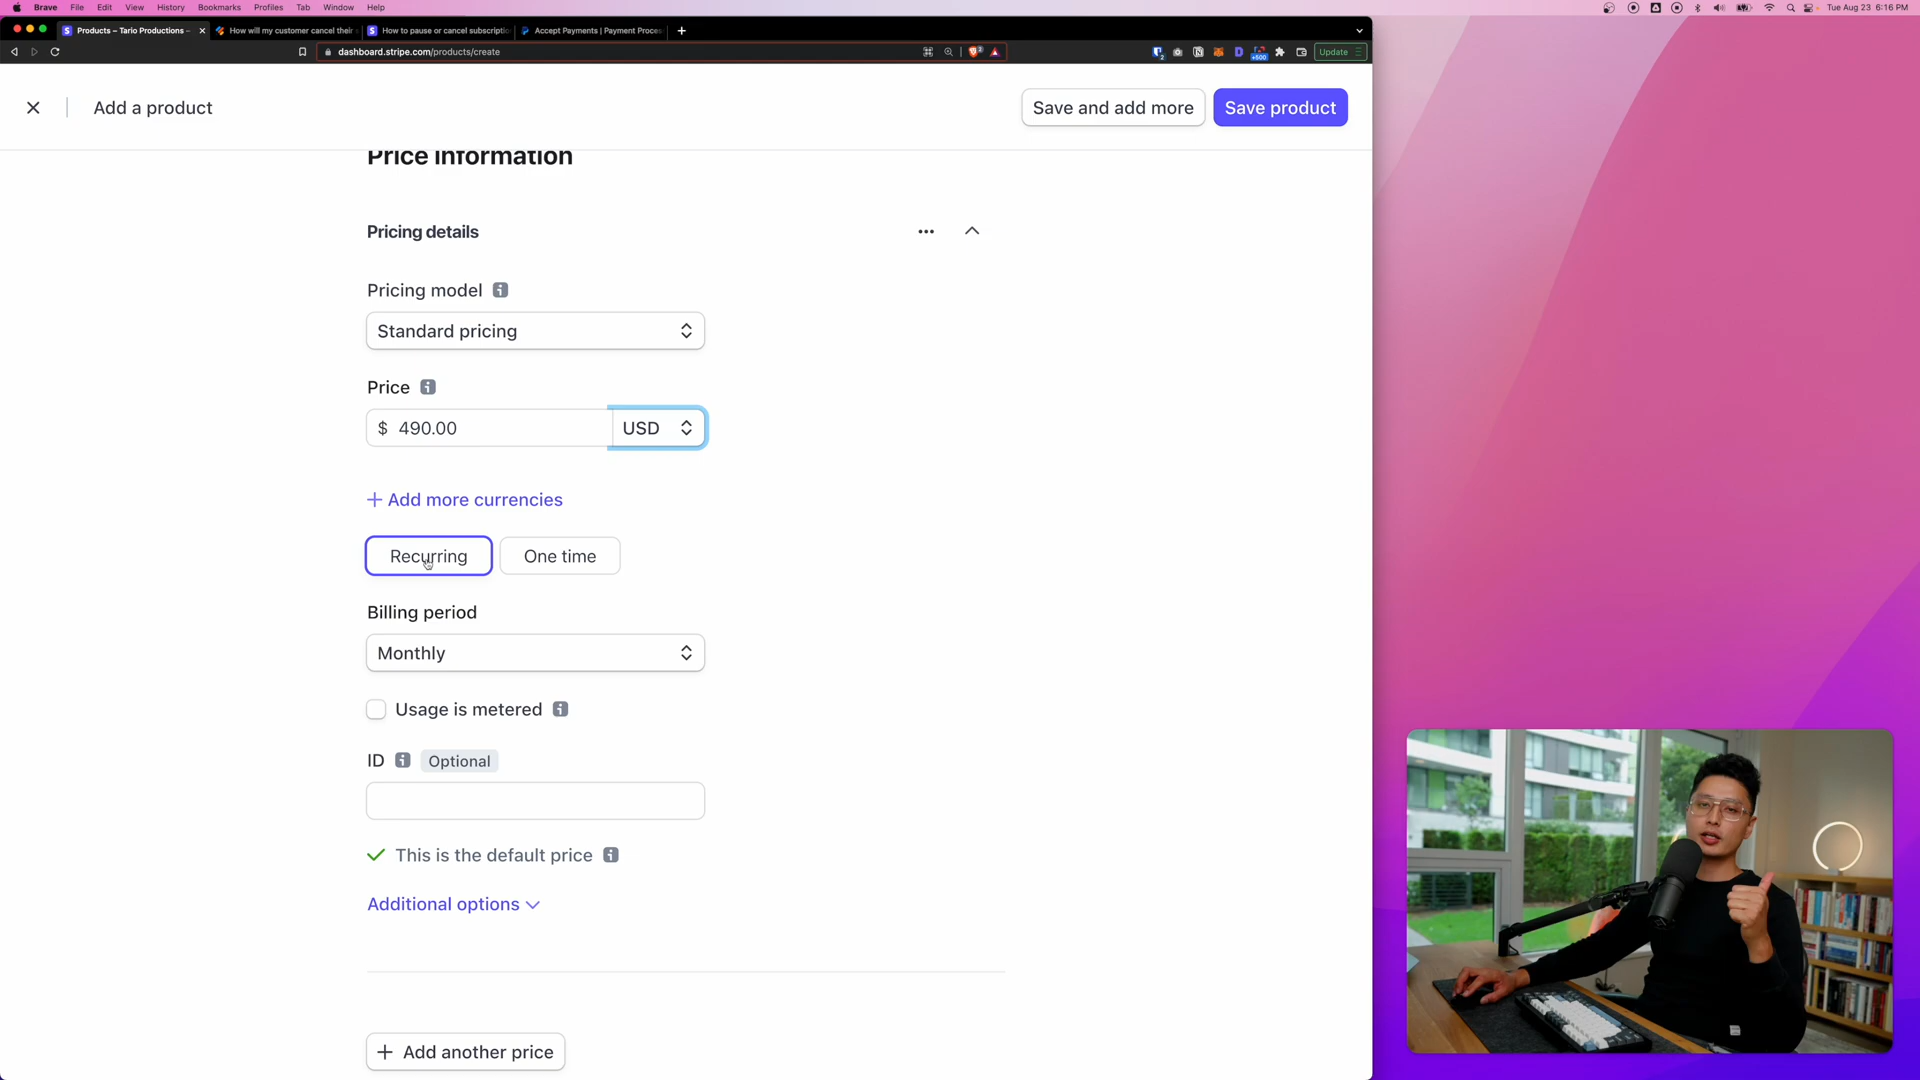 Brave File Edit View History Bookmarks Profiles Tab Window Help Tue Aug 23 6:16 PM
Products – Tario Productions – How will my customer cancel their How to pause or cancel subscripti Accept Payments | Payment Proces
dashboard.stripe.com/products/create 2 2 +500 Update
Add a product Save and add more Save product
Price information
Pricing details
Pricing model
Standard pricing
Price
$ 490.00 USD
+ Add more currencies
Recurring One time
Billing period
Monthly
Usage is metered
ID Optional
This is the default price
Additional options
+ Add another price